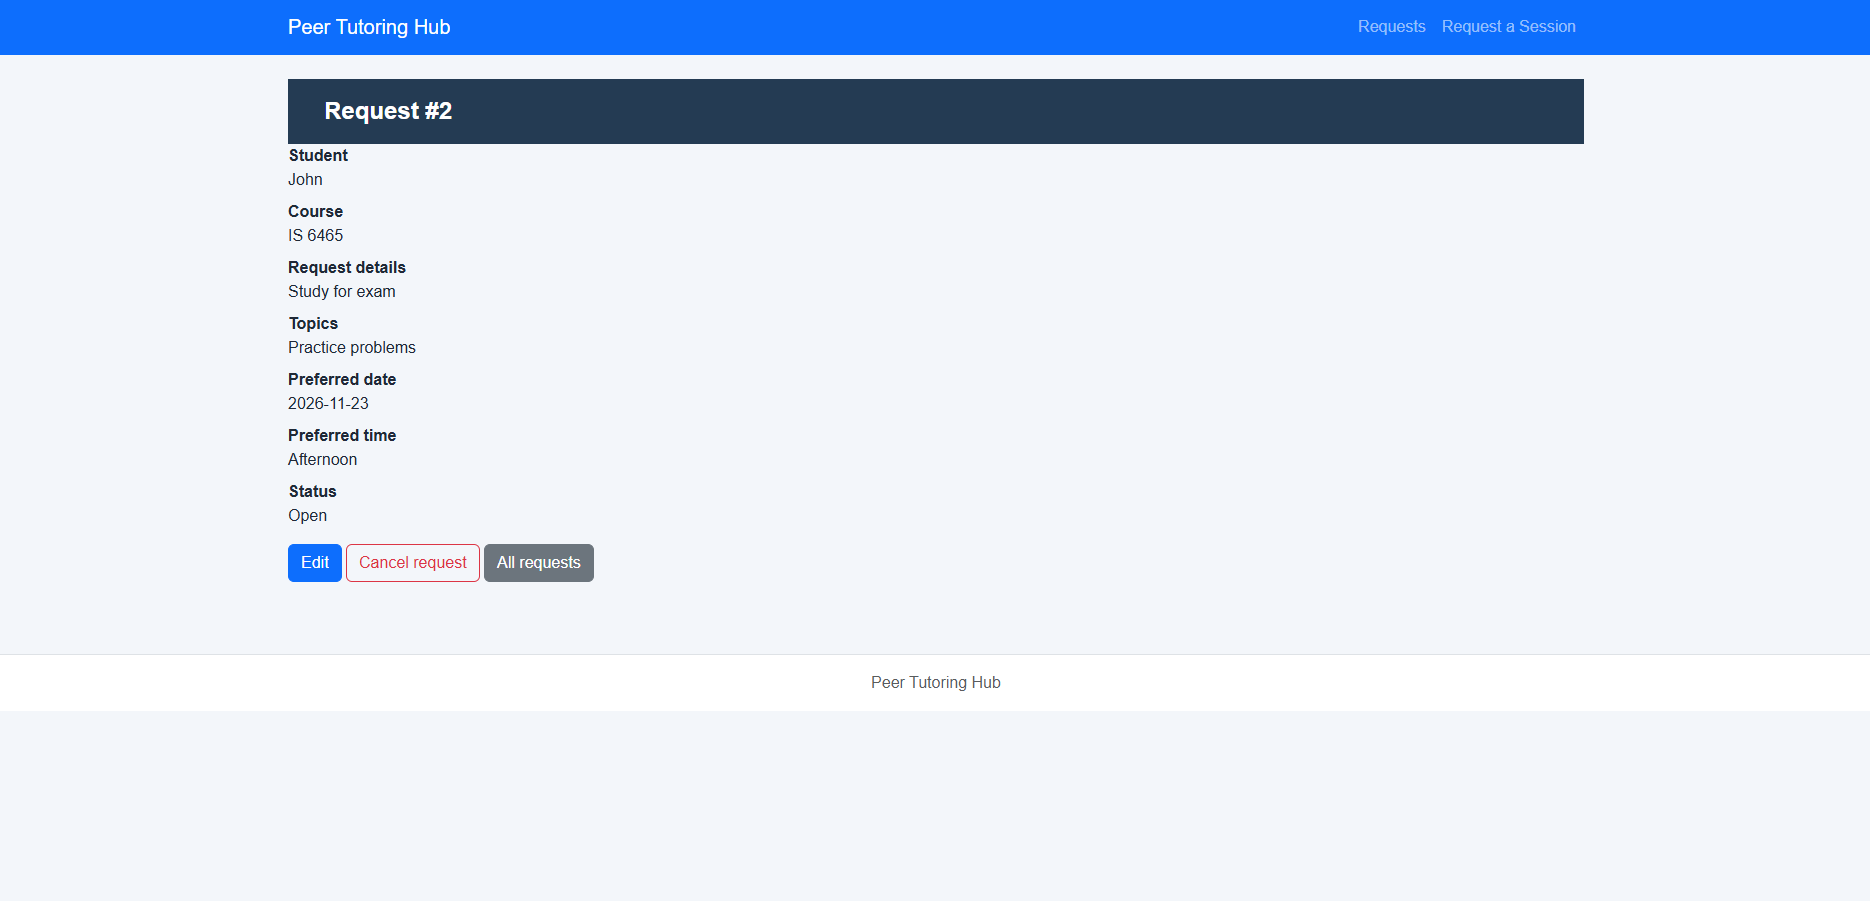 Peer Tutoring Hub
Requests
Request a Session
Request #2
Student
John
Course
IS 6465
Request details
Study for exam
Topics
Practice problems
Preferred date
2026-11-23
Preferred time
Afternoon
Status
Open
Edit
Cancel request
All requests
Peer Tutoring Hub